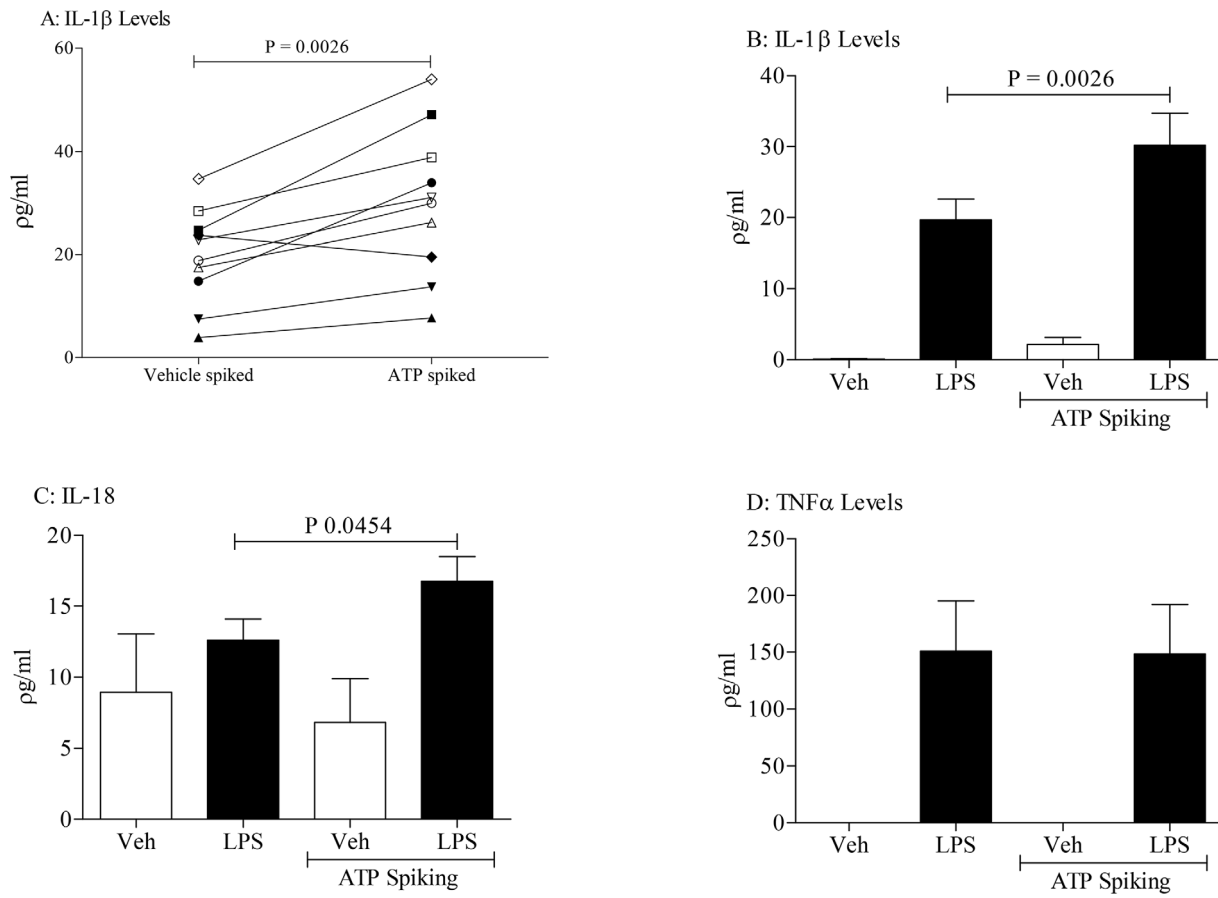 A: IL-1β Levels
P = 0.0026
60
40
20
0
ρg/ml
Vehicle spiked
ATP spiked
B: IL-1β Levels
P = 0.0026
40
30
20
10
0
ρg/ml
Veh
LPS
Veh
LPS
ATP Spiking
C: IL-18
P 0.0454
20
15
10
5
0
ρg/ml
Veh
LPS
Veh
LPS
ATP Spiking
D: TNFα Levels
250
200
150
100
50
0
ρg/ml
Veh
LPS
Veh
LPS
ATP Spiking